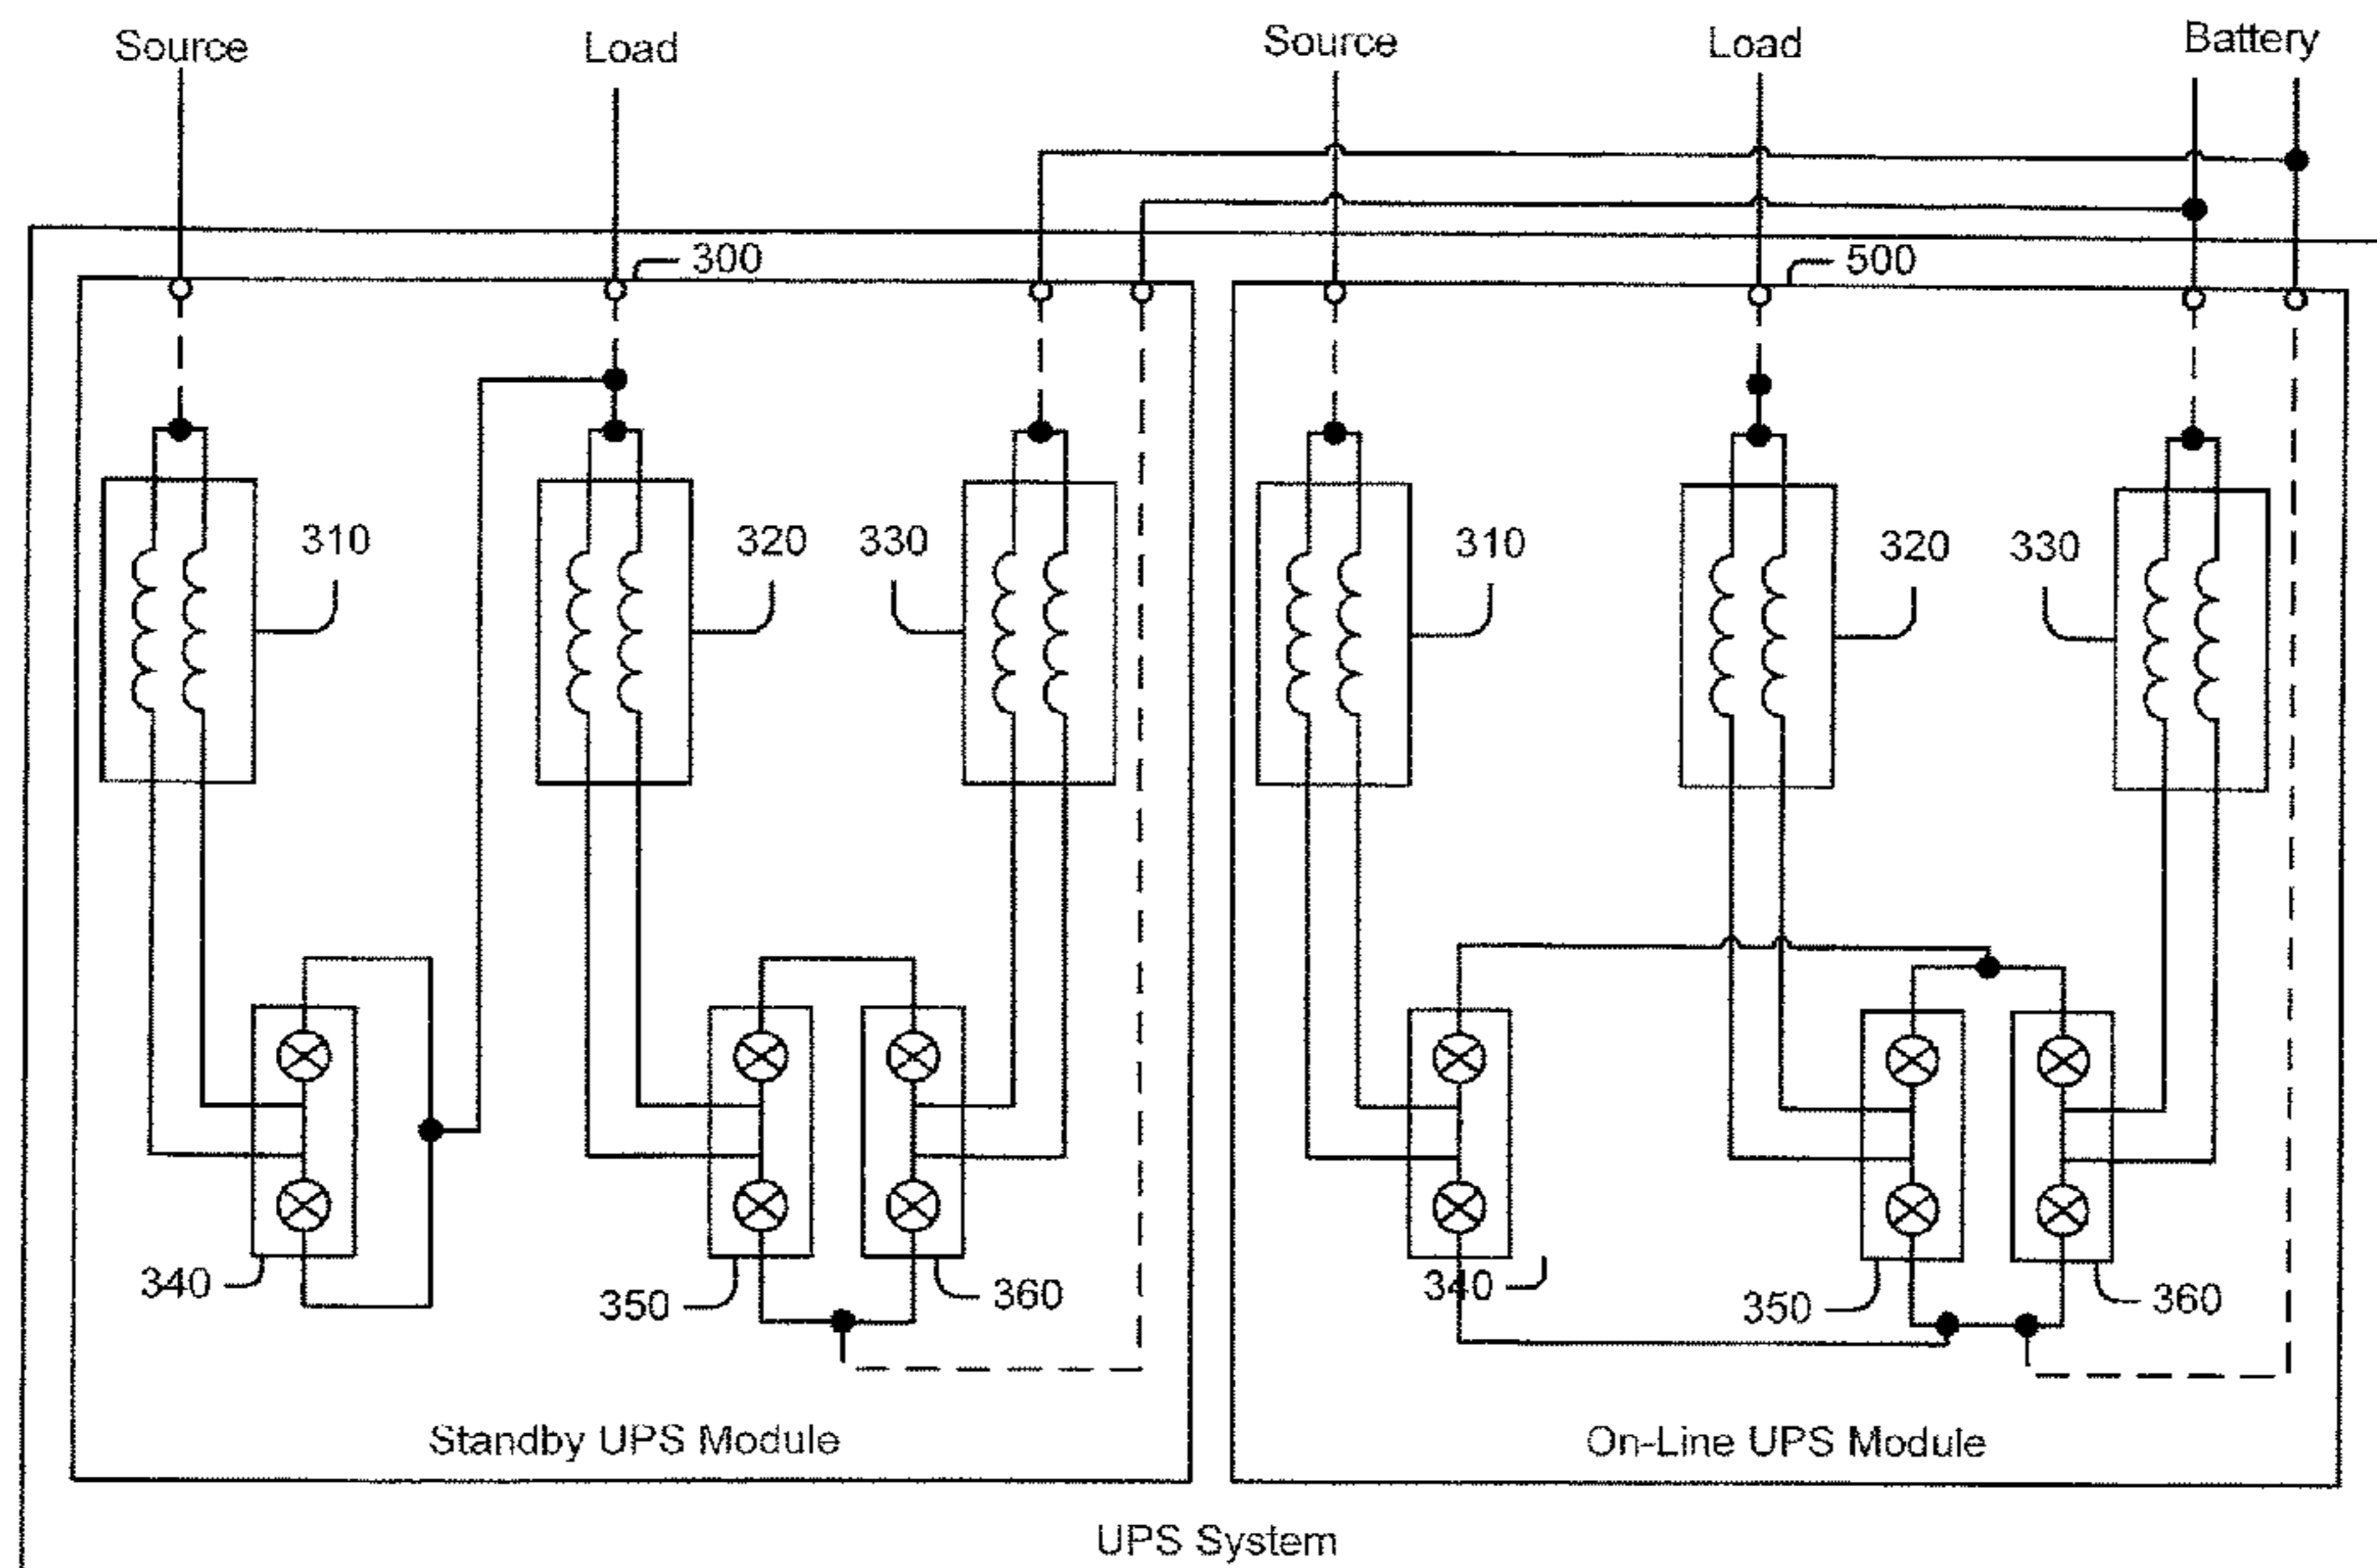 Source
Load
Source
Load
Battery
300
500
310
320
330
310
320
330
340
350
360
340
350
360
Standby UPS Module
On-Line UPS Module
UPS System